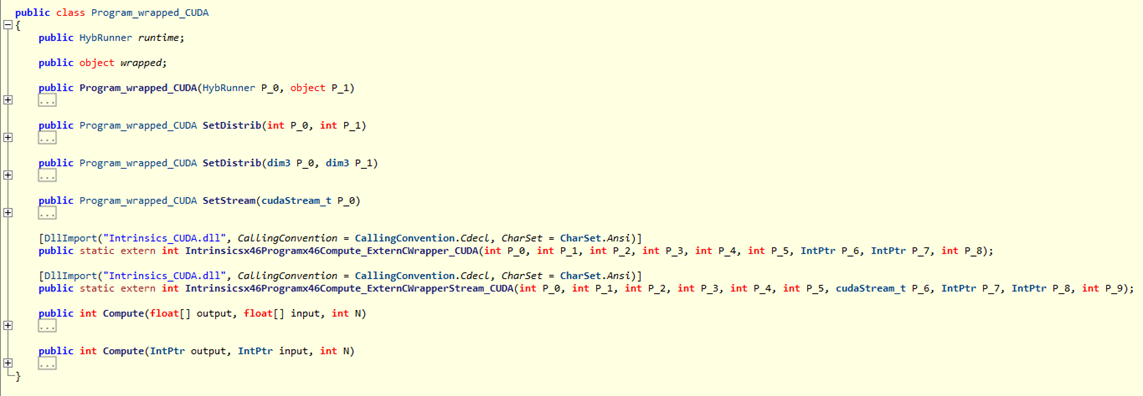 public class Program_wrapped_CUDA
{
public HybRunner runtime;
public object wrapped;
public Program_wrapped_CUDA(HybRunner P_0, object P_1)
...
public Program_wrapped_CUDA SetDistrib(int P_0, int P_1)
...
public Program_wrapped_CUDA SetDistrib(dim3 P_0, dim3 P_1)
...
public Program_wrapped_CUDA SetStream(cudaStream_t P_0)
...
[DllImport("Intrinsics_CUDA.dll", CallingConvention = CallingConvention.Cdecl, CharSet = CharSet.Ansi)]
public static extern int Intrinsicsx46Programx46Compute_ExternCWrapper_CUDA(int P_0, int P_1, int P_2, int P_3, int P_4, int P_5, IntPtr P_6, IntPtr P_7, int P_8);
[DllImport("Intrinsics_CUDA.dll", CallingConvention = CallingConvention.Cdecl, CharSet = CharSet.Ansi)]
public static extern int Intrinsicsx46Programx46Compute_ExternCWrapperStream_CUDA(int P_0, int P_1, int P_2, int P_3, int P_4, int P_5, cudaStream_t P_6, IntPtr P_7, IntPtr P_8, int P_9);
public int Compute(float[] output, float[] input, int N)
...
public int Compute(IntPtr output, IntPtr input, int N)
...
}